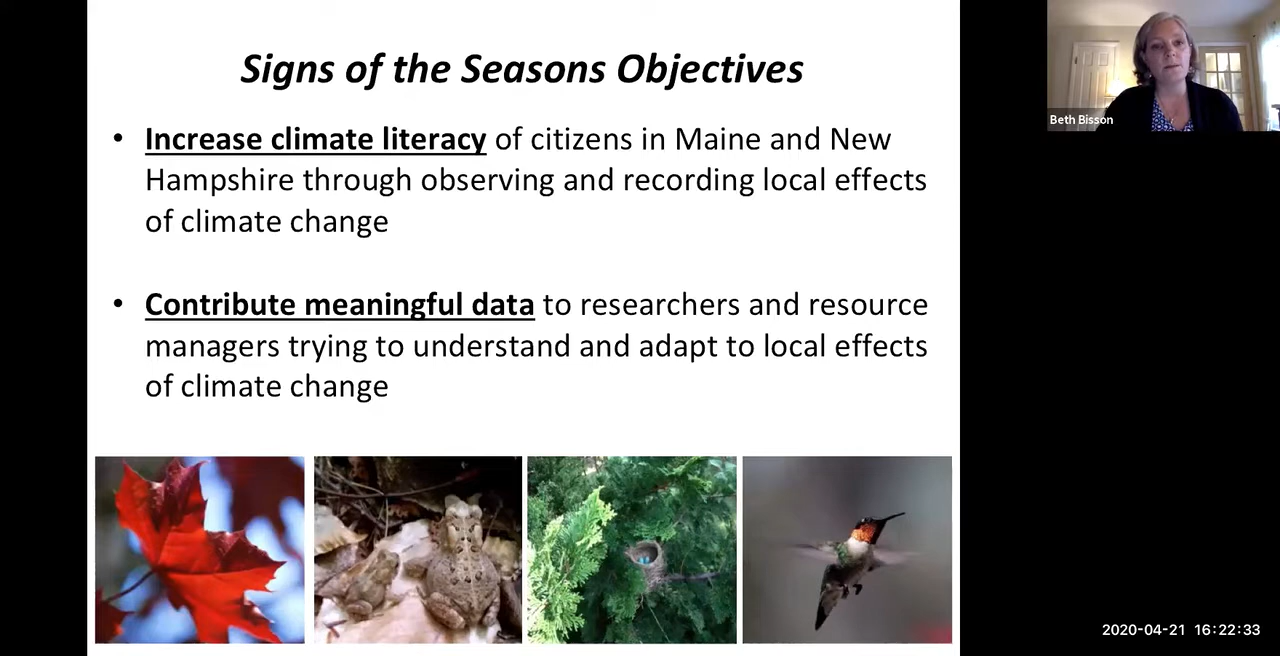 Signs of the Seasons Objectives
• Increase climate literacy of citizens in Maine and New
Hampshire through observing and recording local effects
of climate change
• Contribute meaningful data to researchers and resource
managers trying to understand and adapt to local effects
of climate change
Beth Bisson
2020-04-21 16:22:33